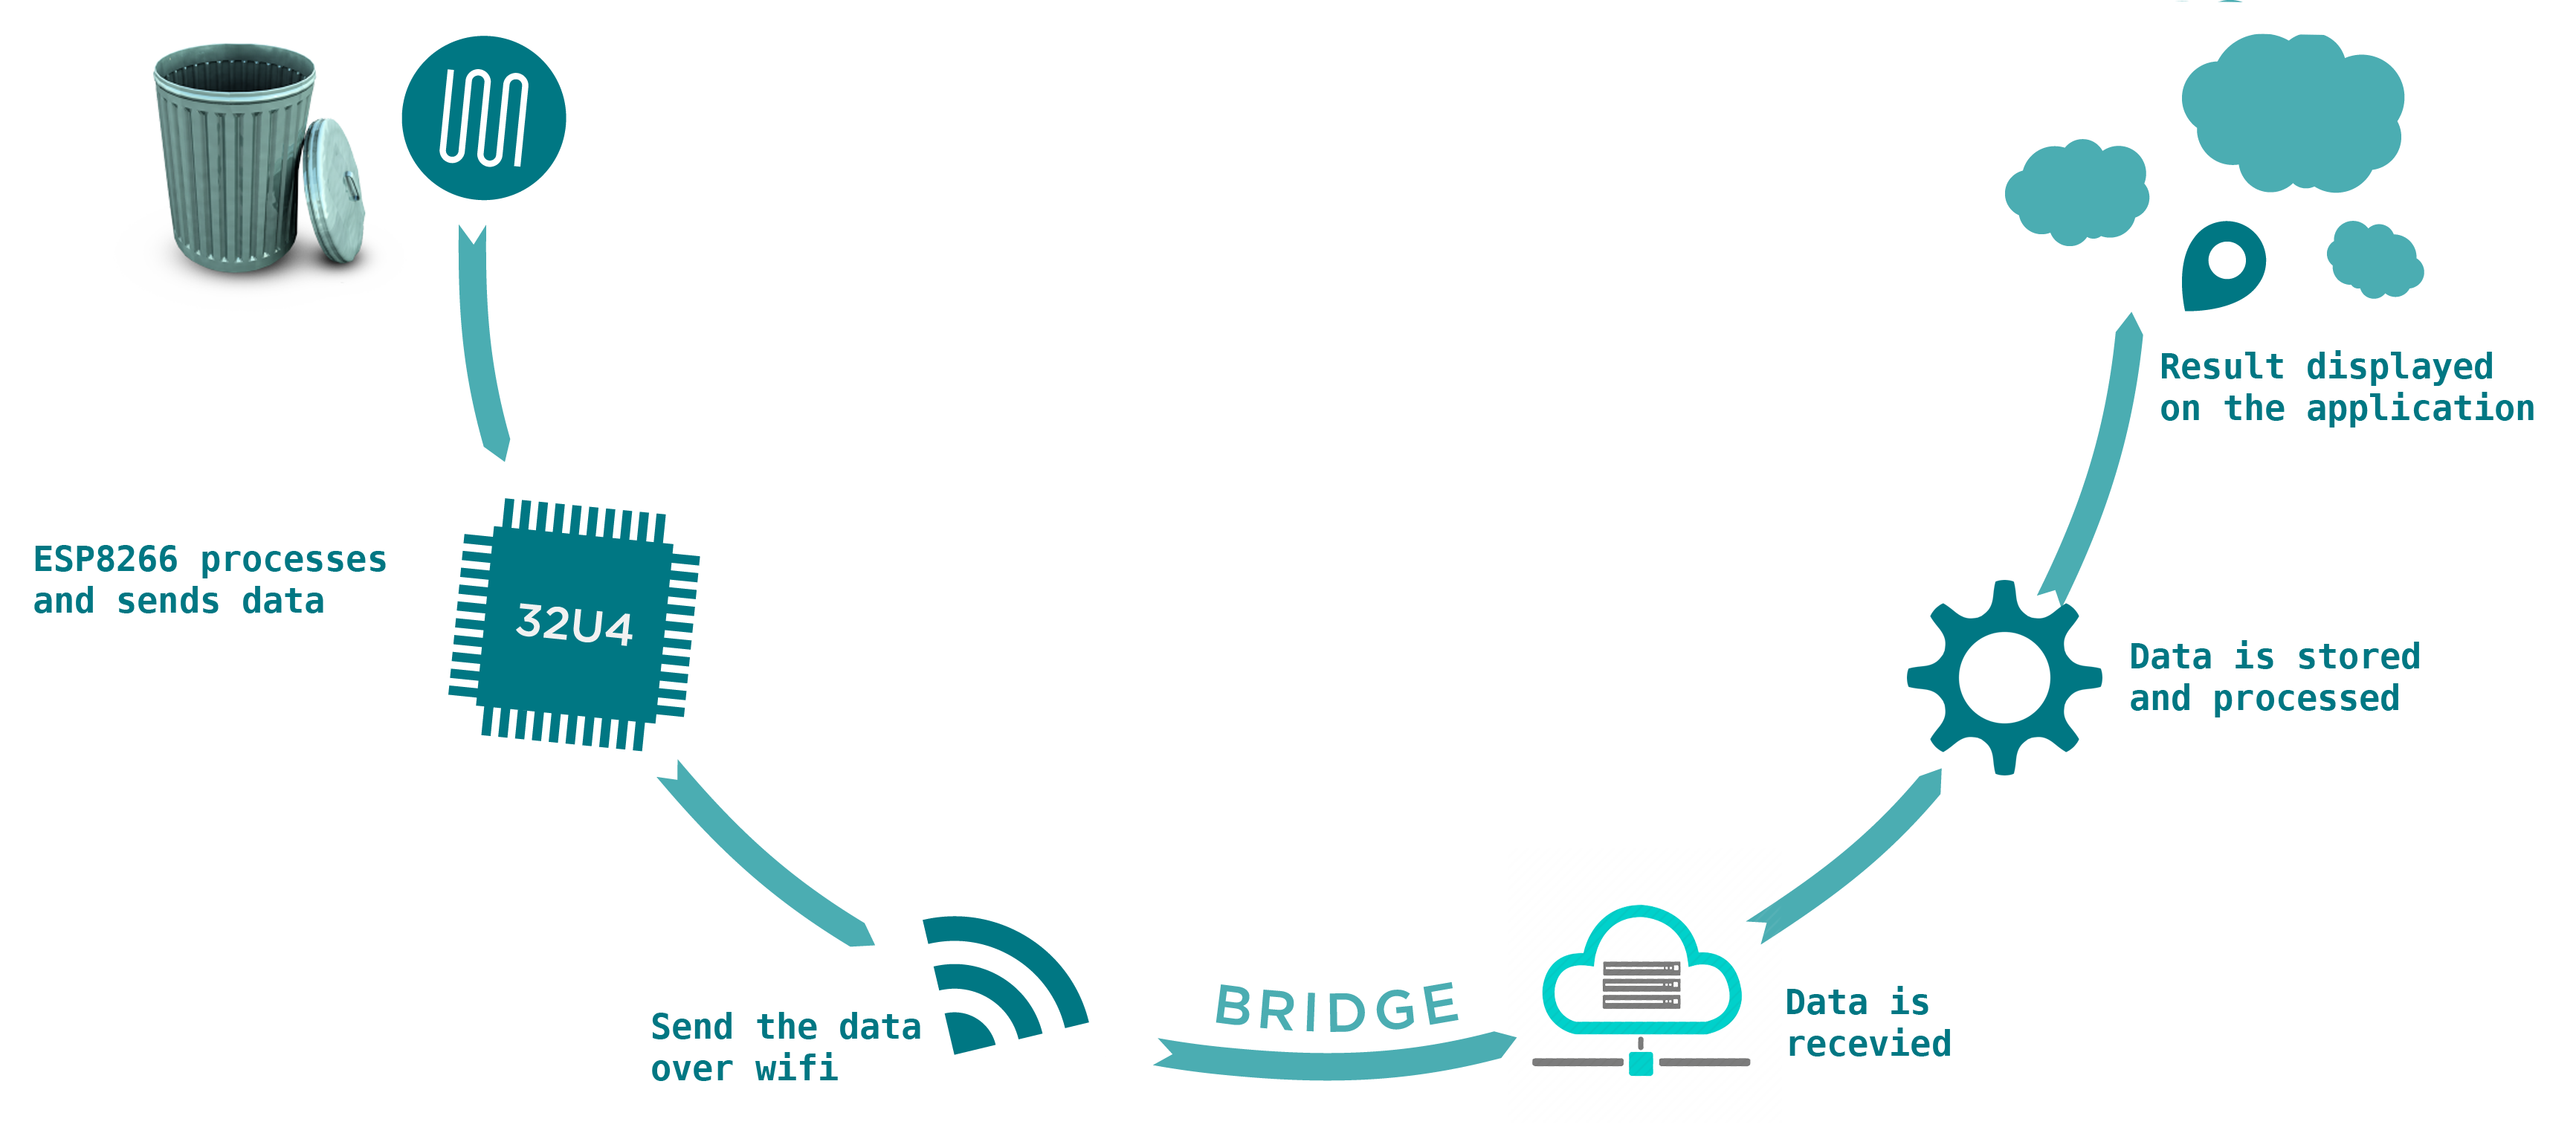 ESP8266 processes
and sends data
32U4
Send the data
over wifi
BRIDGE
Data is
recevied
Data is stored
and processed
Result displayed
on the application